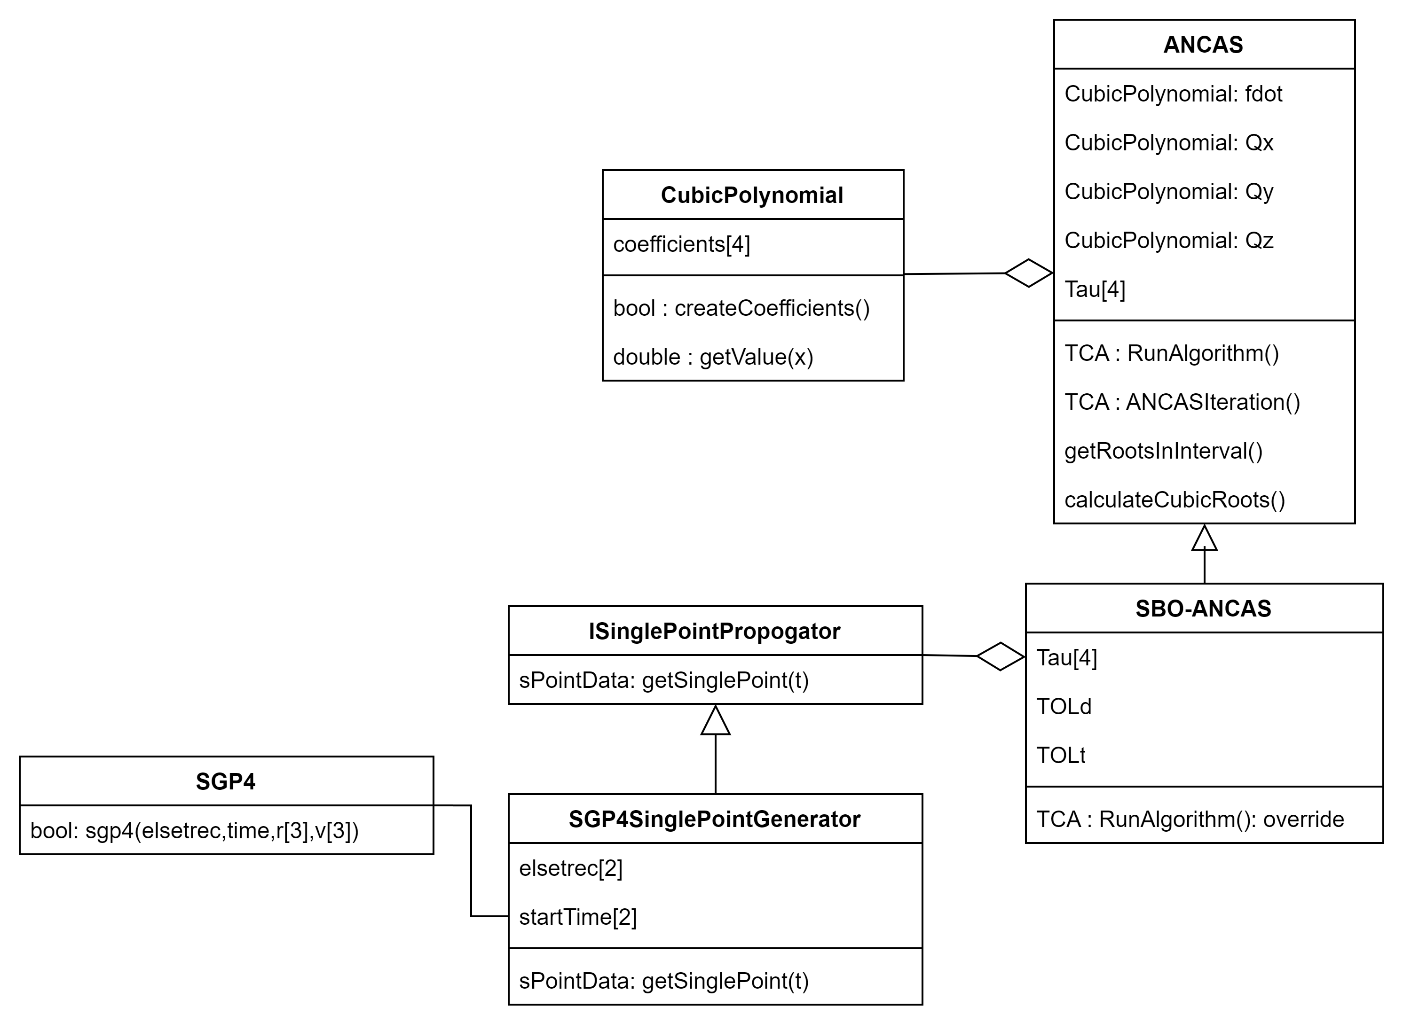 ANCAS
CubicPolynomial: fdot
CubicPolynomial: Qx
CubicPolynomial: Qy
CubicPolynomial: Qz
Tau[4]
TCA : RunAlgorithm()
TCA : ANCASIteration()
getRootsInInterval()
calculateCubicRoots()
CubicPolynomial
coefficients[4]
bool : createCoefficients()
double : getValue(x)
SBO-ANCAS
Tau[4]
TOLd
TOLt
TCA : RunAlgorithm(): override
ISinglePointPropogator
sPointData: getSinglePoint(t)
SGP4
bool: sgp4(elsetrec,time,r[3],v[3])
SGP4SinglePointGenerator
elsetrec[2]
startTime[2]
sPointData: getSinglePoint(t)